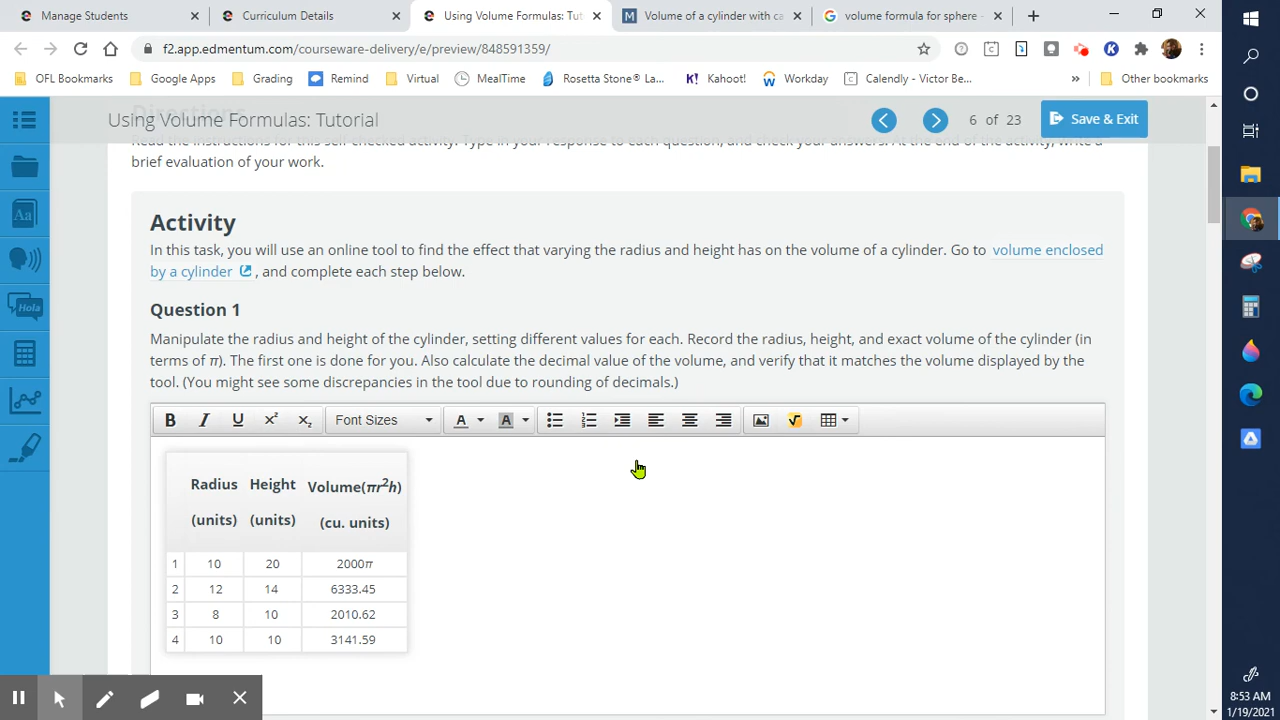 Manage Students
Curriculum Details
Using Volume Formulas: Tut
Volume of a cylinder with ca
volume formula for sphere -
f2.app.edmentum.com/courseware-delivery/e/preview/848591359/
OFL Bookmarks
Google Apps
Grading
Remind
Virtual
MealTime
Rosetta Stone® La...
K! Kahoot!
Workday
Calendly - Victor Be...
»
Other bookmarks
Directions
Using Volume Formulas: Tutorial
6 of 23
Save & Exit
Read the instructions for this self-checked activity. Type in your response to each question, and check your answers. At the end of the activity, write a
brief evaluation of your work.
Activity
In this task, you will use an online tool to find the effect that varying the radius and height has on the volume of a cylinder. Go to volume enclosed
by a cylinder , and complete each step below.
Question 1
Manipulate the radius and height of the cylinder, setting different values for each. Record the radius, height, and exact volume of the cylinder (in
terms of π). The first one is done for you. Also calculate the decimal value of the volume, and verify that it matches the volume displayed by the
tool. (You might see some discrepancies in the tool due to rounding of decimals.)
B I U X² X₂ Font Sizes A A
Radius Height Volume(πr²h)
(units) (units) (cu. units)
1 10 20 2000π
2 12 14 6333.45
3 8 10 2010.62
4 10 10 3141.59
Aa
Hola
8:53 AM
1/19/2021